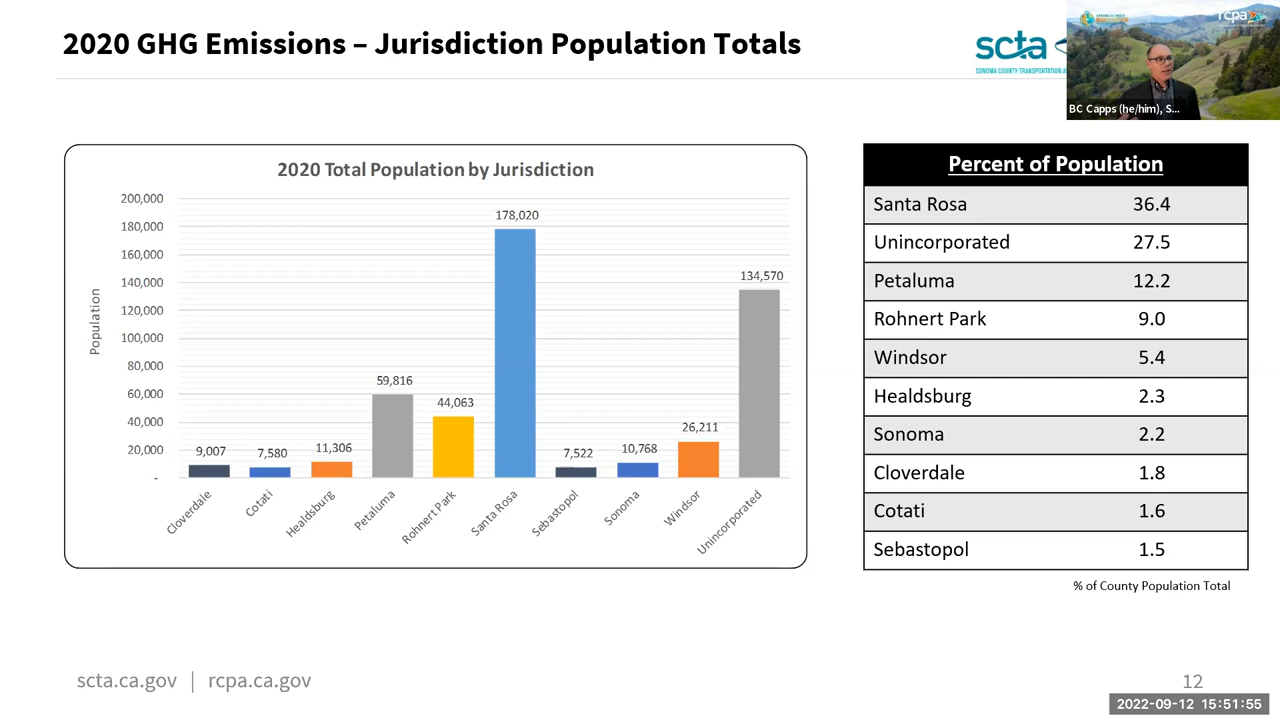 2020 GHG Emissions – Jurisdiction Population Totals
scta
SONOMA COUNTY TRANSPORTATION
rcpa
BC Capps (he/him), S...
2020 Total Population by Jurisdiction
Population
200,000
180,000
160,000
140,000
120,000
100,000
80,000
60,000
40,000
20,000
-
9,007
7,580
11,306
59,816
44,063
178,020
7,522
10,768
26,211
134,570
Cloverdale
Cotati
Healdsburg
Petaluma
Rohnert Park
Santa Rosa
Sebastopol
Sonoma
Windsor
Unincorporated
Percent of Population
Santa Rosa 36.4
Unincorporated 27.5
Petaluma 12.2
Rohnert Park 9.0
Windsor 5.4
Healdsburg 2.3
Sonoma 2.2
Cloverdale 1.8
Cotati 1.6
Sebastopol 1.5
% of County Population Total
scta.ca.gov | rcpa.ca.gov
12
2022-09-12 15:51:55